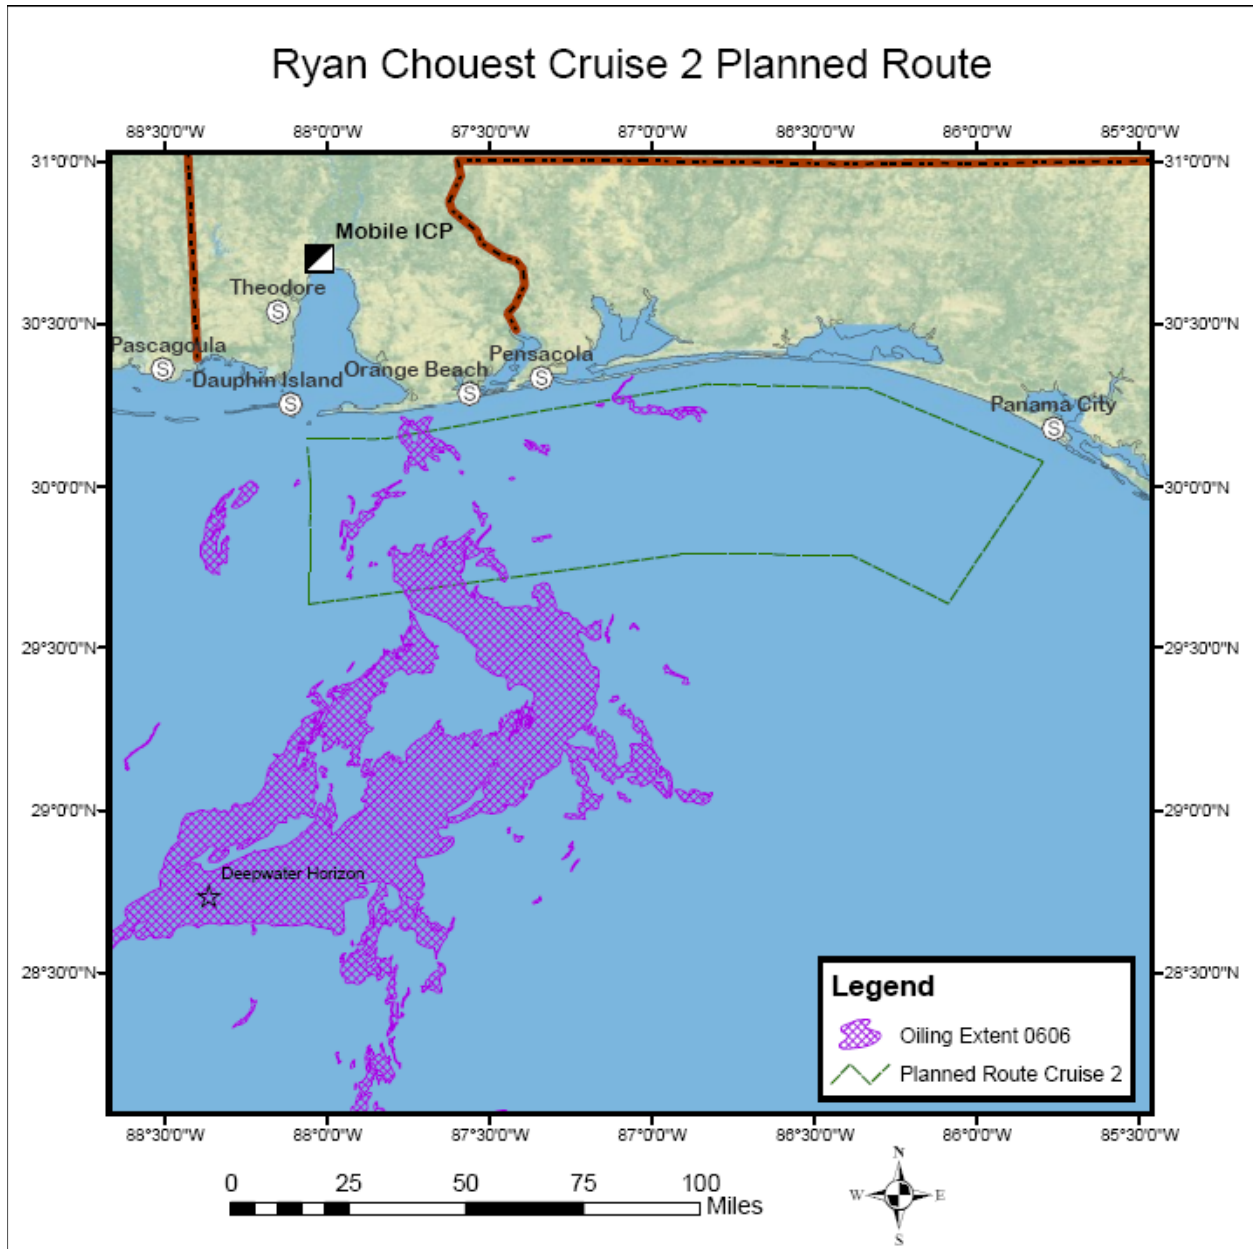 Ryan Chouest Cruise 2 Planned Route
88°30'0"W 88°0'0"W 87°30'0"W 87°0'0"W 86°30'0"W 86°0'0"W 85°30'0"W
31°0'0"N 31°0'0"N
Mobile ICP
Theodore
S
30°30'0"N 30°30'0"N
Pascagoula
Pensacola
Orange Beach
S
S
Dauphin Island
S
S
Panama City
S
30°0'0"N 30°0'0"N
29°30'0"N 29°30'0"N
29°0'0"N 29°0'0"N
Deepwater Horizon
28°30'0"N 28°30'0"N
Legend
Oiling Extent 0606
Planned Route Cruise 2
88°30'0"W 88°0'0"W 87°30'0"W 87°0'0"W 86°30'0"W 86°0'0"W 85°30'0"W
0 25 50 75 100
Miles
N
W E
S